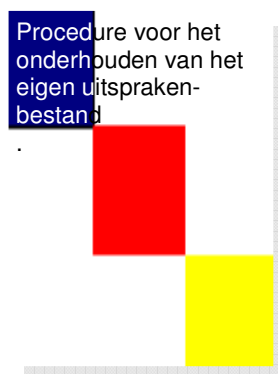 Procedure voor het
onderhouden van het
eigen uitspraken-
bestand
.